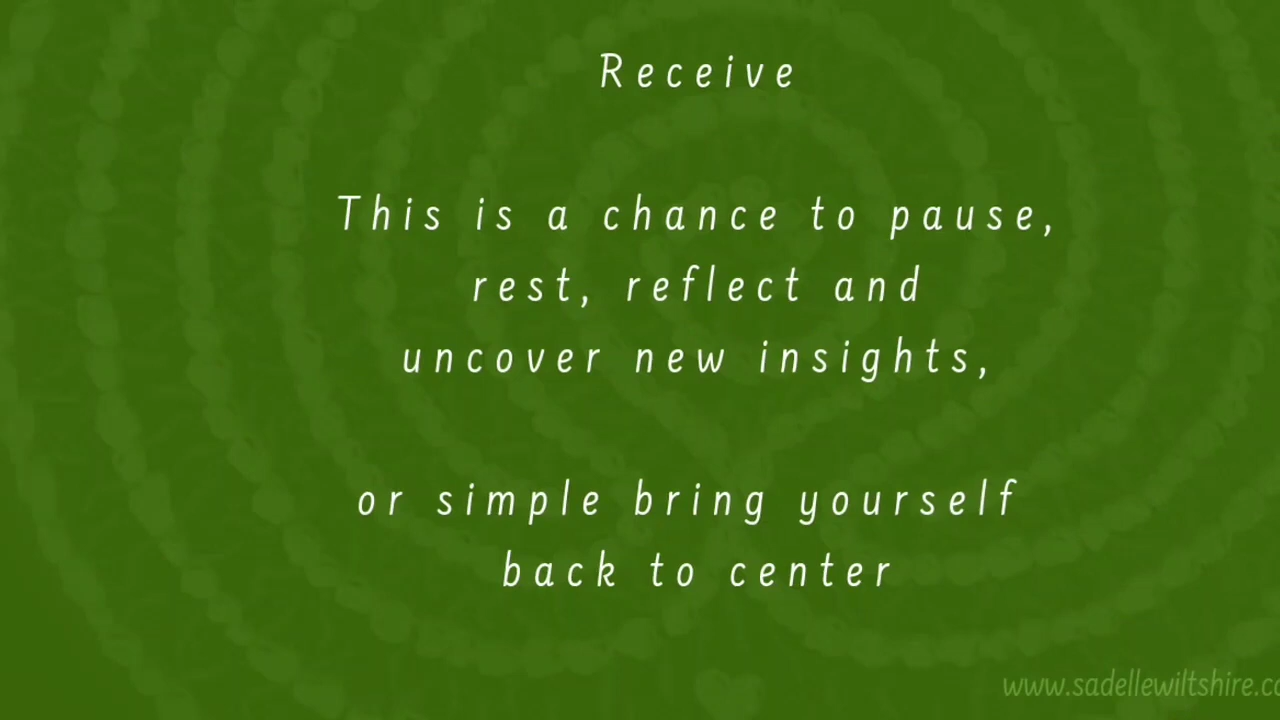 Receive
This is a chance to pause,
rest, reflect and
uncover new insights,
or simple bring yourself
back to center
www.sadellewiltshire.co